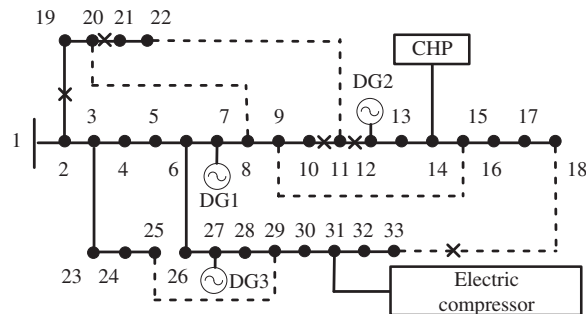 19 20 21 22
CHP
DG2
1 3 5 7 9 13 15 17
2 4 6 8 10 11 12 14 16 18
DG1
25 27 28 29 30 31 32 33
23 24 26 DG3
Electric
compressor